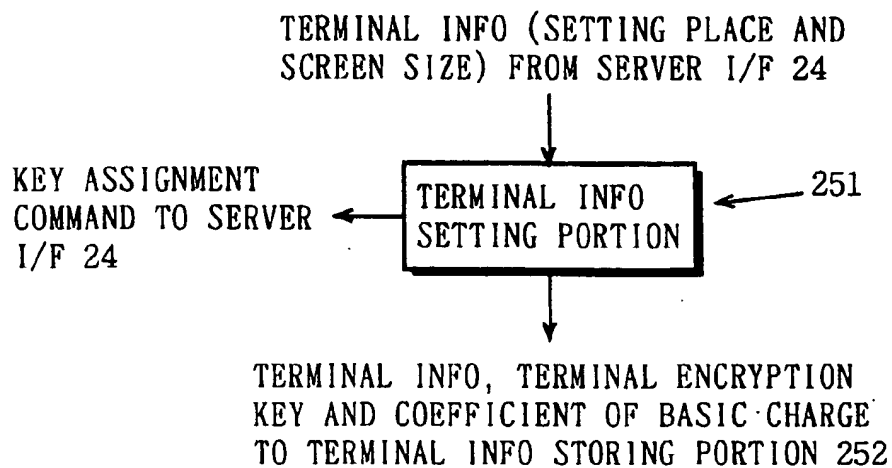 TERMINAL INFO (SETTING PLACE AND
SCREEN SIZE) FROM SERVER I/F 24
KEY ASSIGNMENT
COMMAND TO SERVER
I/F 24
TERMINAL INFO
SETTING PORTION
251
TERMINAL INFO, TERMINAL ENCRYPTION
KEY AND COEFFICIENT OF BASIC CHARGE
TO TERMINAL INFO STORING PORTION 252